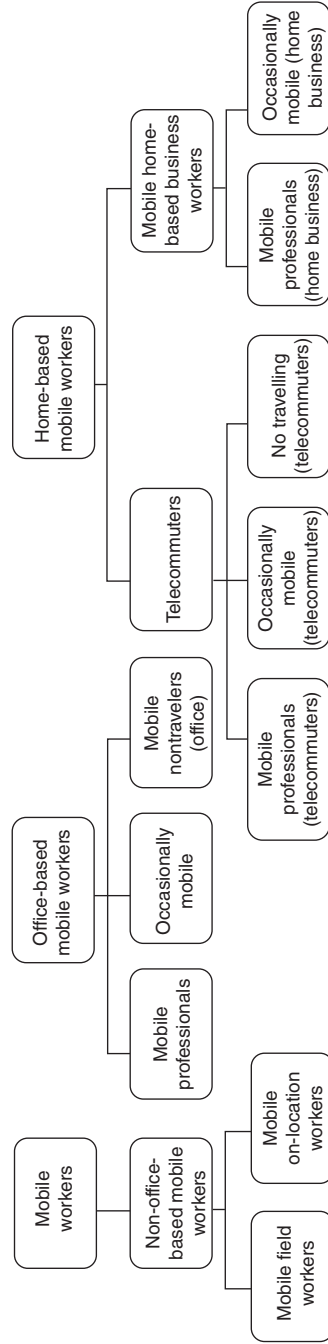 Mobile
workers
Office-based
mobile workers
Home-based
mobile workers
Non-office-
based mobile
workers
Mobile
professionals
Occasionally
mobile
Mobile
nontravelers
(office)
Telecommuters
Mobile home-
based business
workers
Mobile field
workers
Mobile
on-location
workers
Mobile
professionals
(telecommuters)
Occasionally
mobile
(telecommuters)
No travelling
(telecommuters)
Mobile
professionals
(home business)
Occasionally
mobile (home
business)